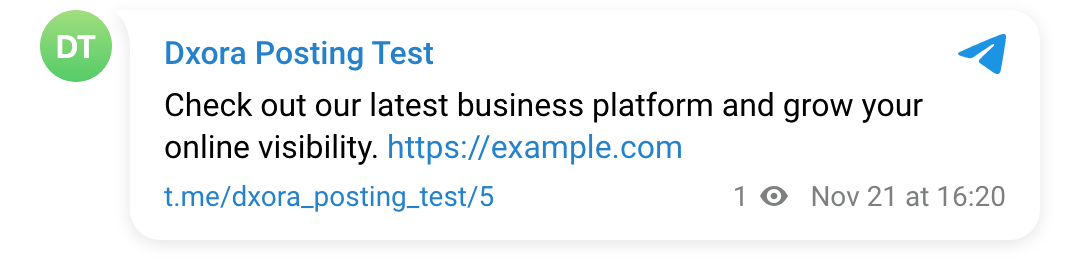 DT
Dxora Posting Test
Check out our latest business platform and grow your
online visibility. https://example.com
t.me/dxora_posting_test/5 1 Nov 21 at 16:20